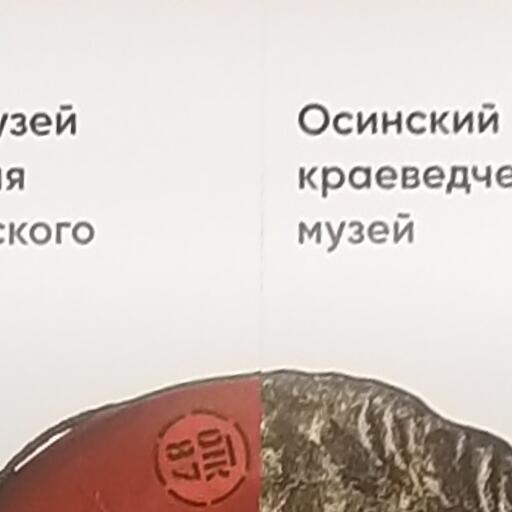 узей
ия
ского
Осинский
краеведче
музей
ОТК
87